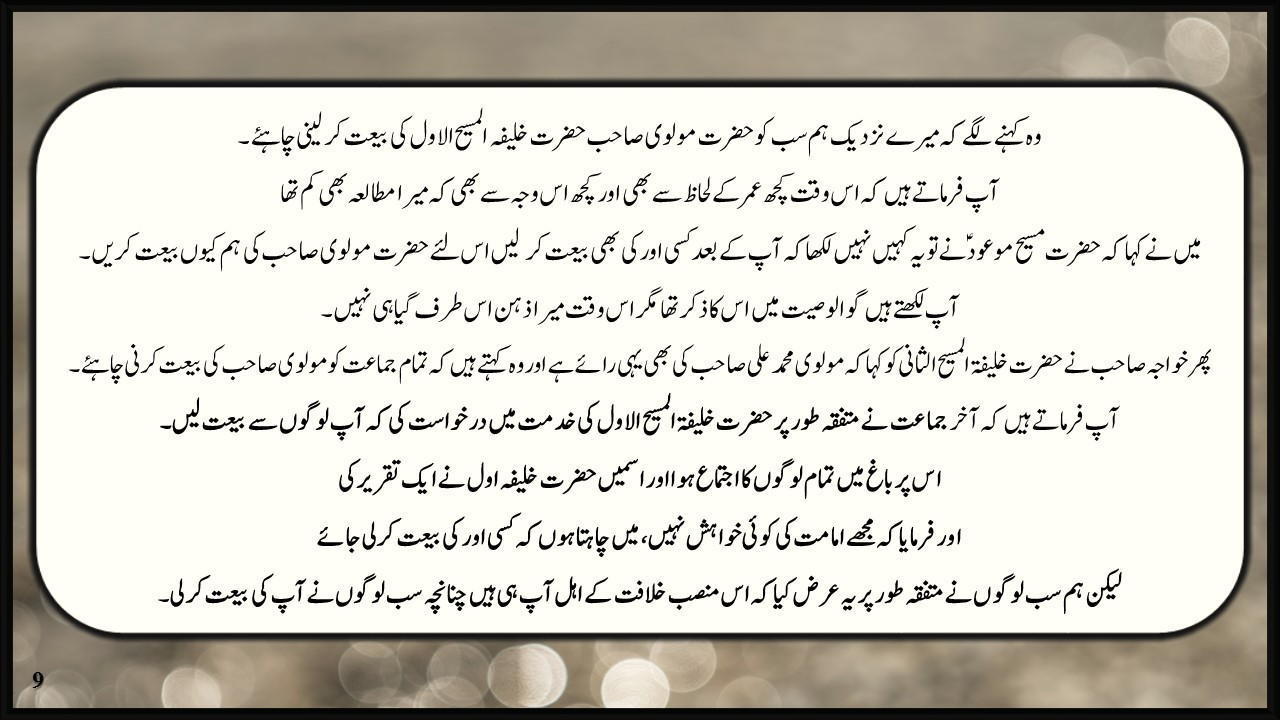 وہ کہنے لگے کہ میرے نزدیک ہم سب کو حضرت مولوی صاحب حضرت خلیفہ المسیح الاول کی بیعت کر لینی چاہئے۔
آپ فرماتے ہیں کہ اس وقت کچھ عمر کے لحاظ سے بھی اور کچھ اس وجہ سے بھی کہ میرا مطالعہ بھی کم تھا
میں نے کہا کہ حضرت مسیح موعودؑ نے تو یہ کہیں نہیں لکھا کہ آپ کے بعد کسی اور کی بھی بیعت کر لیں اس لئے حضرت مولوی صاحب کی ہم کیوں بیعت کریں۔
آپ لکھتے ہیں گو الوصیت میں اس کا ذکر تھا مگر اس وقت میرا ذہن اس طرف گیا ہی نہیں۔
پھر خواجہ صاحب نے حضرت خلیفۃ المسیح الثانی کو کہا کہ مولوی محمد علی صاحب کی بھی یہی رائے ہے اور وہ کہتے ہیں کہ تمام جماعت کو مولوی صاحب کی بیعت کرنی چاہئے۔
آپ فرماتے ہیں کہ آخر جماعت نے متفقہ طور پر حضرت خلیفۃ المسیح الاول کی خدمت میں درخواست کی کہ آپ لوگوں سے بیعت لیں۔
اس پر باغ میں تمام لوگوں کا اجتماع ہوا اور اسمیں حضرت خلیفہ اول نے ایک تقریر کی
اور فرمایا کہ مجھے امامت کی کوئی خواہش نہیں، میں چاہتا ہوں کہ کسی اور کی بیعت کر لی جائے
لیکن ہم سب لوگوں نے متفقہ طور پر یہ عرض کیا کہ اس منصب خلافت کے اہل آپ ہی ہیں چنانچہ سب لوگوں نے آپ کی بیعت کر لی۔
9